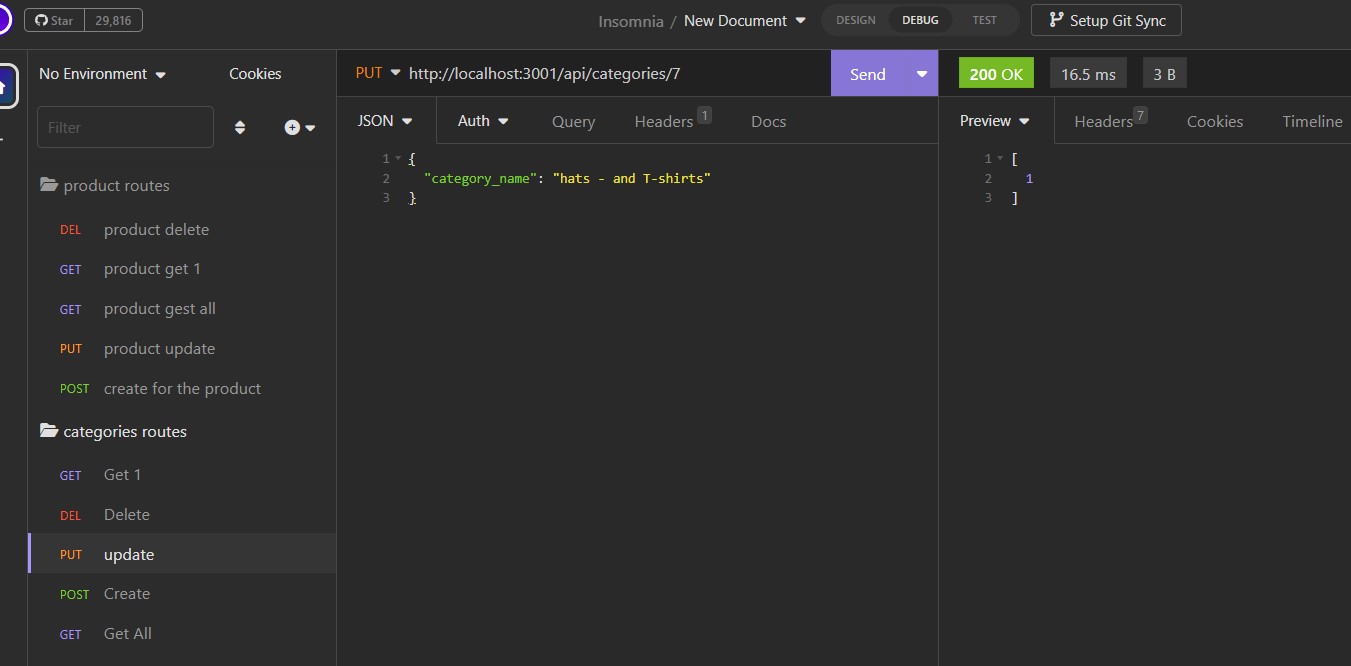 Star 29,816 Insomnia / New Document DESIGN DEBUG TEST Setup Git Sync
No Environment Cookies PUT http://localhost:3001/api/categories/7 Send 200 OK 16.5 ms 3 B
Filter JSON Auth Query Headers 1 Docs Preview Headers 7 Cookies Timeline
1 {
2 "category_name": "hats - and T-shirts"
3 }
1 [
2 1
3 ]
product routes
DEL product delete
GET product get 1
GET product gest all
PUT product update
POST create for the product
categories routes
GET Get 1
DEL Delete
PUT update
POST Create
GET Get All